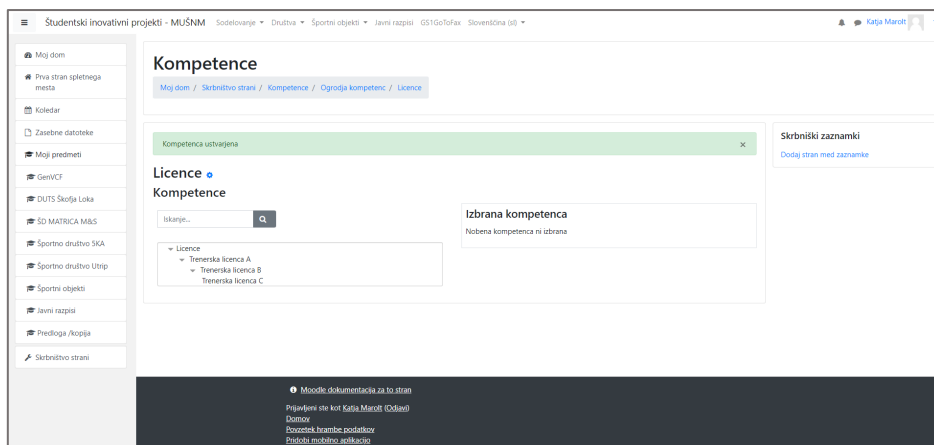 Študentski inovativni projekti - MUŠNM Sodelovanje Društva Športni objekti Javni razpisi GS1GoToFax Slovenščina (sl) Katja Marolt
Moj dom
Prva stran spletnega
mesta
Koledar
Zasebne datoteke
Moji predmeti
GenVCF
DUTS Škofja Loka
ŠD MATRICA M&S
Športno društvo 5KA
Športno društvo Utrip
Športni objekti
Javni razpisi
Predloga /kopija
Skrbništvo strani
Kompetence
Moj dom / Skrbništvo strani / Kompetence / Ogrodja kompetenc / Licence
Kompetenca ustvarjena ×
Licence
Kompetence
Iskanje...
Licence
Trenerska licenca A
Trenerska licenca B
Trenerska licenca C
Izbrana kompetenca
Nobena kompetenca ni izbrana
Skrbniški zaznamki
Dodaj stran med zaznamke
Moodle dokumentacija za to stran
Prijavljeni ste kot Katja Marolt (Odjavi)
Domov
Povzetek hrambe podatkov
Pridobi mobilno aplikacijo